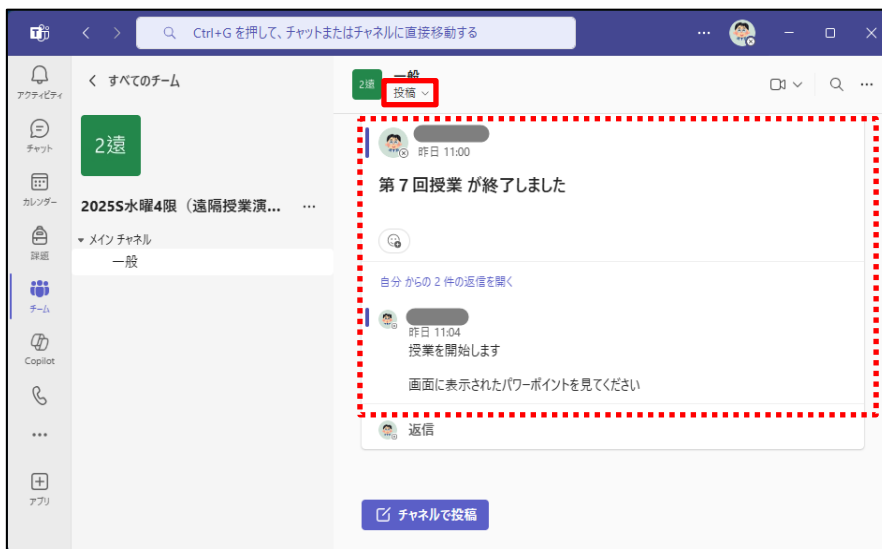 Ctrl+G を押して、チャットまたはチャネルに直接移動する
アクティビティ
チャット
カレンダー
課題
チーム
Copilot
アプリ
すべてのチーム
2遠
2025S水曜4限（遠隔授業演...
メイン チャネル
一般
2遠
一般
投稿
昨日 11:00
第７回授業 が終了しました
自分 からの 2 件の返信を開く
昨日 11:04
授業を開始します
画面に表示されたパワーポイントを見てください
返信
チャネルで投稿